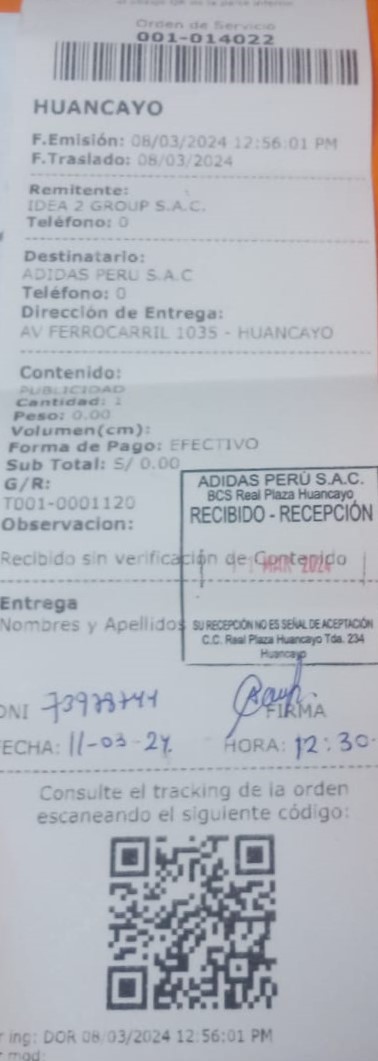 Orden de Servicio
001-014022
HUANCAYO
F.Emisión: 08/03/2024 12:56:01 PM
F.Traslado: 08/03/2024
Remitente:
IDEA 2 GROUP S.A.C.
Teléfono: 0
Destinatario:
ADIDAS PERU S.A.C
Teléfono: 0
Dirección de Entrega:
AV FERROCARRIL 1035 - HUANCAYO
Contenido:
PUBLICIDAD
Cantidad: 1
Peso: 0.00
Volumen(cm):
Forma de Pago: EFECTIVO
Sub Total: S/ 0.00
G/R:
T001-0001120
Observacion:
ADIDAS PERÚ S.A.C.
BCS Real Plaza Huancayo
RECIBIDO - RECEPCIÓN
Recibido sin verificación de Contenido
MAR 2024
Entrega
Nombres y Apellidos
SU RECEPCIÓN NO ES SEÑAL DE ACEPTACIÓN
C.C. Real Plaza Huancayo Tda. 234
Huancayo
DNI
FIRMA
FECHA: 11-03-24 HORA: 12:30
Consulte el tracking de la orden
escaneando el siguiente código:
ing: DOR 08/03/2024 12:56:01 PM
mod: